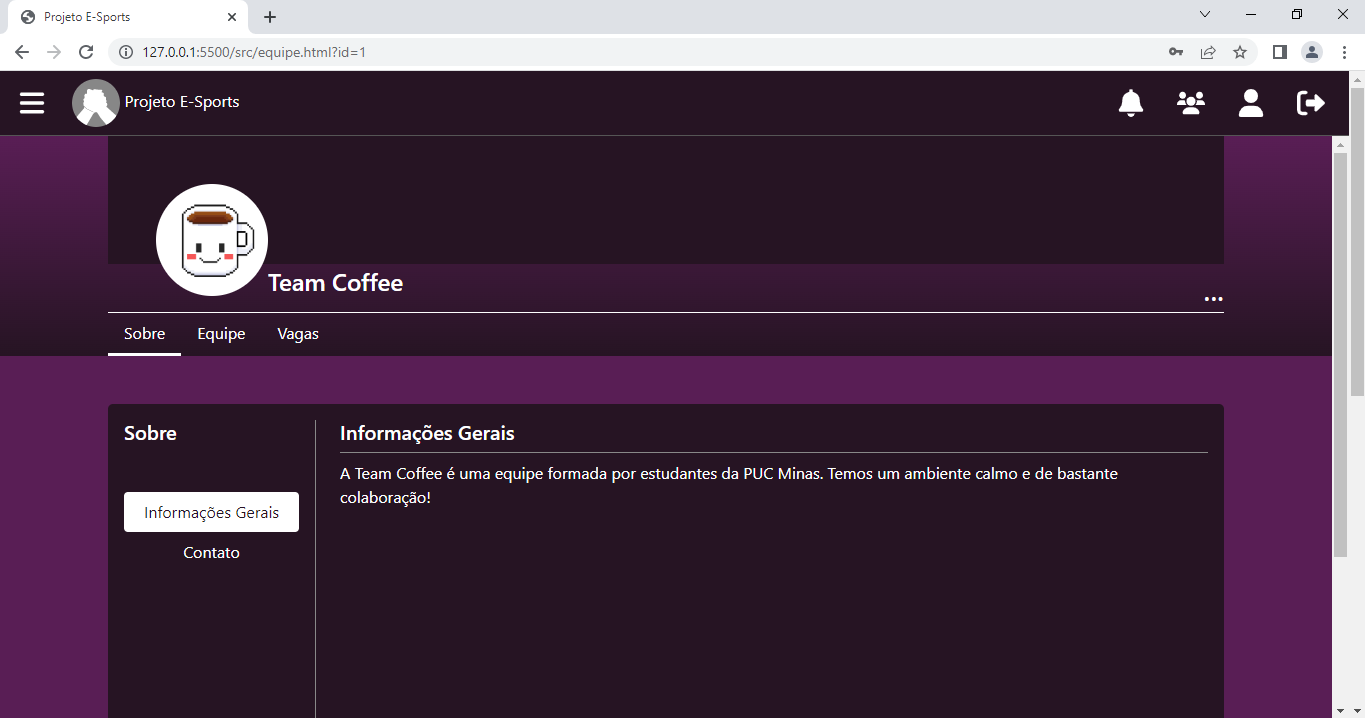 Projeto E-Sports
127.0.0.1:5500/src/equipe.html?id=1
Projeto E-Sports
Team Coffee
Sobre Equipe Vagas
Sobre
Informações Gerais
Contato
Informações Gerais
A Team Coffee é uma equipe formada por estudantes da PUC Minas. Temos um ambiente calmo e de bastante
colaboração!